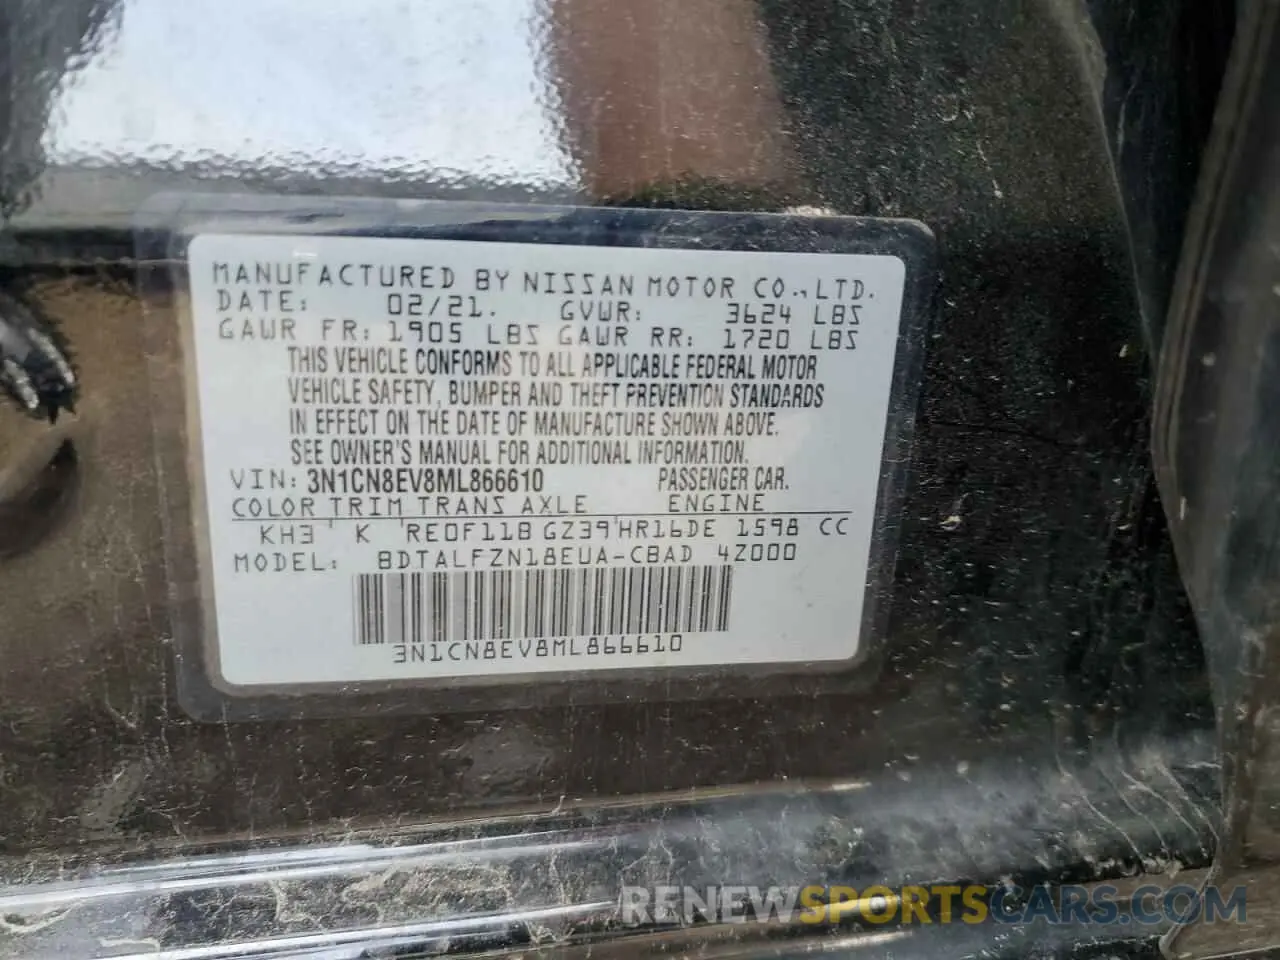 MANUFACTURED BY NISSAN MOTOR CO., LTD.
DATE: 02/21. GVWR: 3624 LBS
GAWR FR: 1905 LBS GAWR RR: 1720 LBS
THIS VEHICLE CONFORMS TO ALL APPLICABLE FEDERAL MOTOR
VEHICLE SAFETY, BUMPER AND THEFT PREVENTION STANDARDS
IN EFFECT ON THE DATE OF MANUFACTURE SHOWN ABOVE.
SEE OWNER'S MANUAL FOR ADDITIONAL INFORMATION.
VIN: 3N1CN8EV8ML866610 PASSENGER CAR.
COLOR TRIM TRANS AXLE ENGINE
KH3 K RE0F11B GZ39 HR16DE 1598 CC
MODEL: BDTALFZN18EUA-CBAD 4Z000
3N1CN8EV8ML866610
RENEWSPORTSCARS.COM